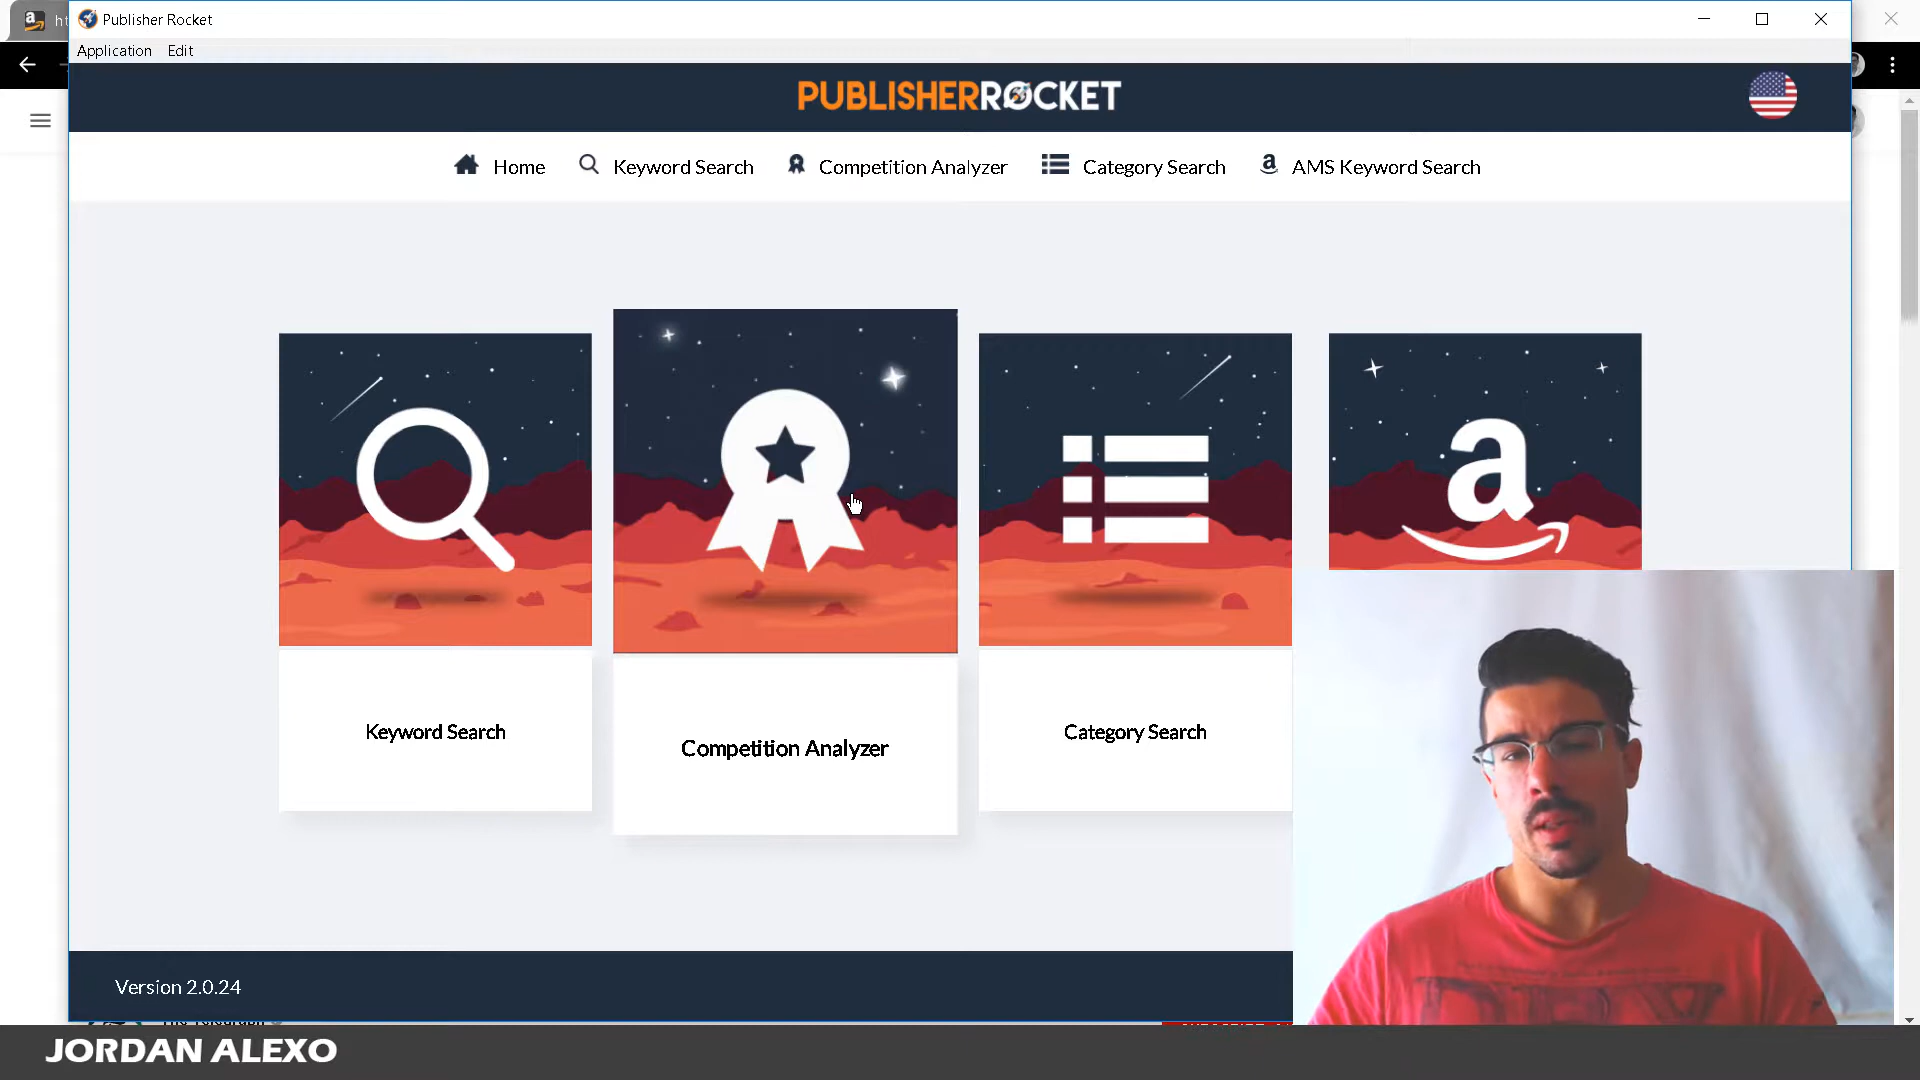 Publisher Rocket
Application Edit
PUBLISHERROCKET
Home Keyword Search Competition Analyzer Category Search AMS Keyword Search
Keyword Search
Competition Analyzer
Category Search
Version 2.0.24
JORDAN ALEXO